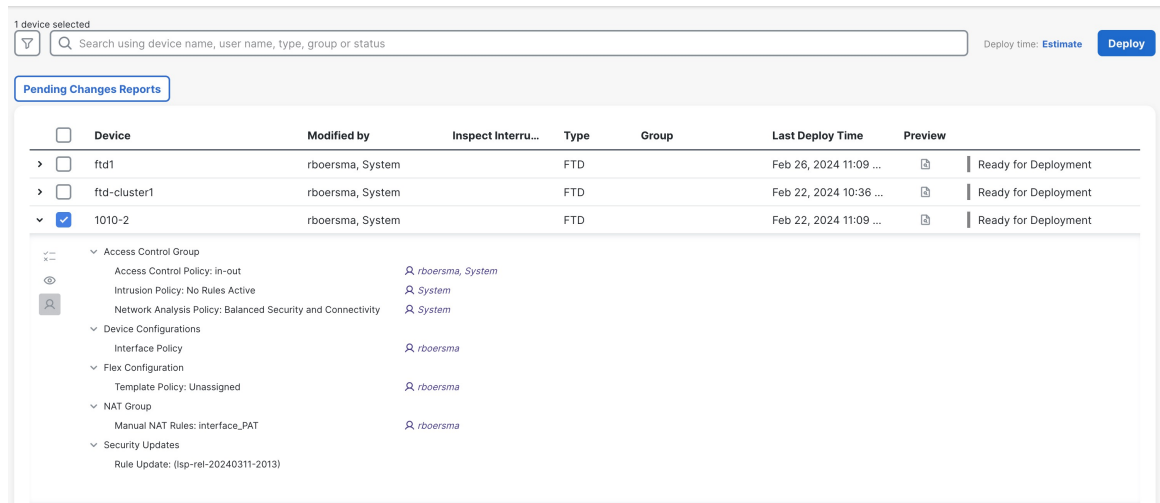 1 device selected
Search using device name, user name, type, group or status
Deploy time: Estimate
Deploy
Pending Changes Reports
Device Modified by Inspect Interru... Type Group Last Deploy Time Preview
ftd1 rboersma, System FTD Feb 26, 2024 11:09 ... Ready for Deployment
ftd-cluster1 rboersma, System FTD Feb 22, 2024 10:36 ... Ready for Deployment
1010-2 rboersma, System FTD Feb 22, 2024 11:09 ... Ready for Deployment
Access Control Group
Access Control Policy: in-out rboersma, System
Intrusion Policy: No Rules Active System
Network Analysis Policy: Balanced Security and Connectivity System
Device Configurations
Interface Policy rboersma
Flex Configuration
Template Policy: Unassigned rboersma
NAT Group
Manual NAT Rules: interface_PAT rboersma
Security Updates
Rule Update: (lsp-rel-20240311-2013)